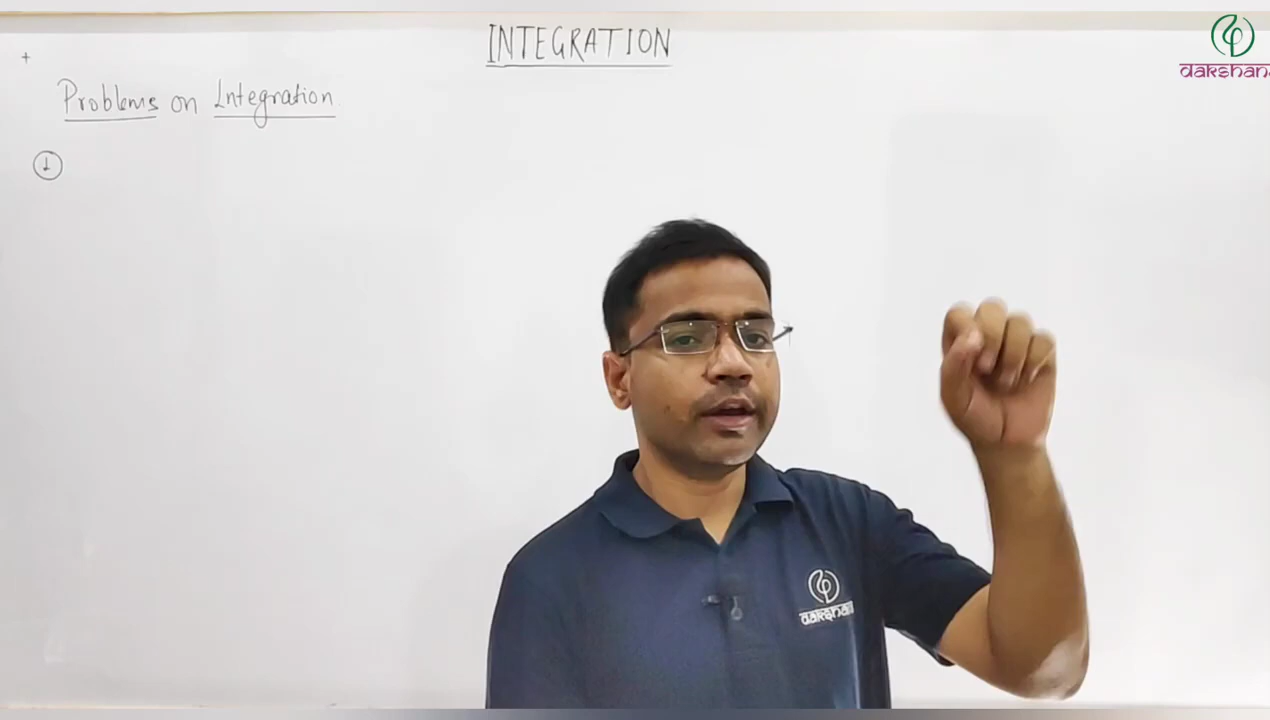 INTEGRATION
dakshana
+
Problems on Integration
1
dakshana